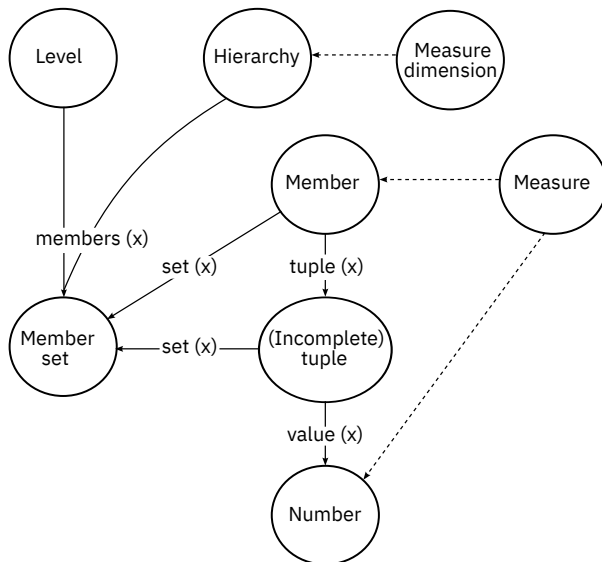 Level
Hierarchy
Measure
dimension
Member
Measure
members (x)
set (x)
tuple (x)
Member
set
set (x)
(Incomplete)
tuple
value (x)
Number